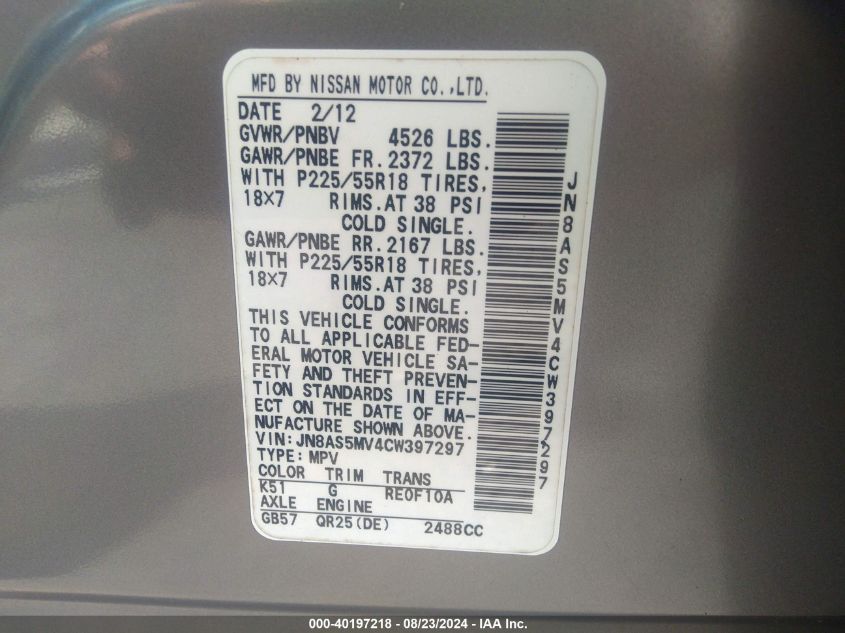 MFD BY NISSAN MOTOR CO.,LTD.
DATE 2/12
GVWR/PNBV 4526 LBS.
GAWR/PNBE FR. 2372 LBS.
WITH P225/55R18 TIRES,
18X7 RIMS.AT 38 PSI
COLD SINGLE.
GAWR/PNBE RR. 2167 LBS.
WITH P225/55R18 TIRES,
18X7 RIMS.AT 38 PSI
COLD SINGLE.
THIS VEHICLE CONFORMS
TO ALL APPLICABLE FED-
ERAL MOTOR VEHICLE SA-
FETY AND THEFT PREVEN-
TION STANDARDS IN EFF-
ECT ON THE DATE OF MA-
NUFACTURE SHOWN ABOVE.
VIN:JN8AS5MV4CW397297
TYPE: MPV
COLOR TRIM TRANS
K51 G RE0F10A
AXLE ENGINE
GB57 QR25(DE) 2488CC
JN8AS5MV4CW397297
000-40197218 - 08/23/2024 - IAA Inc.